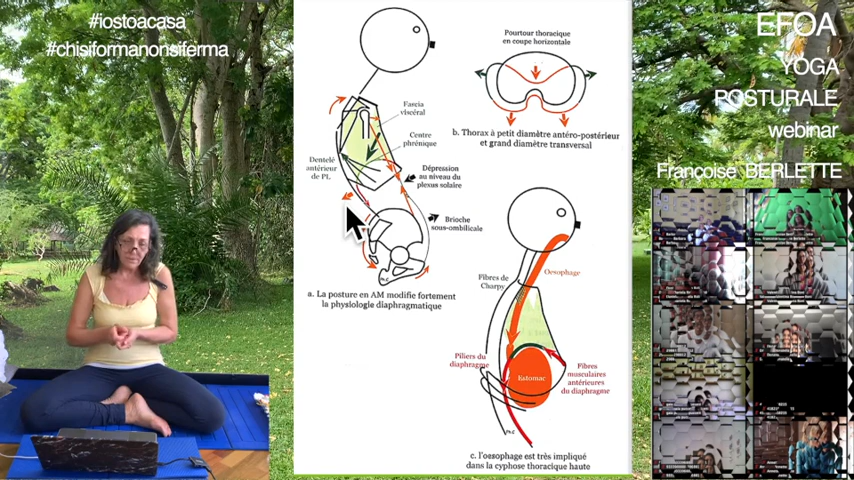 #iostoacasa
#chisiformanonsiferma
Farcia
viscéral
Centre
phrénique
Dentelé
antérieur
de PL
Dépression
au niveau du
plexus solaire
Brioche
sous-ombilicale
a. La posture en AM modifie fortement
la physiologie diaphragmatique
Pourtour thoracique
en coupe horizontale
b. Thorax à petit diamètre antéro-postérieur
et grand diamètre transversal
Fibres de
Charpy
Oesophage
Piliers du
diaphragme
Estomac
Fibres
musculaires
antérieures
du diaphragme
c. l'oesophage est très impliqué
dans la cyphose thoracique haute
EFOA
YOGA
POSTURALE
webinar
Françoise BERLETTE